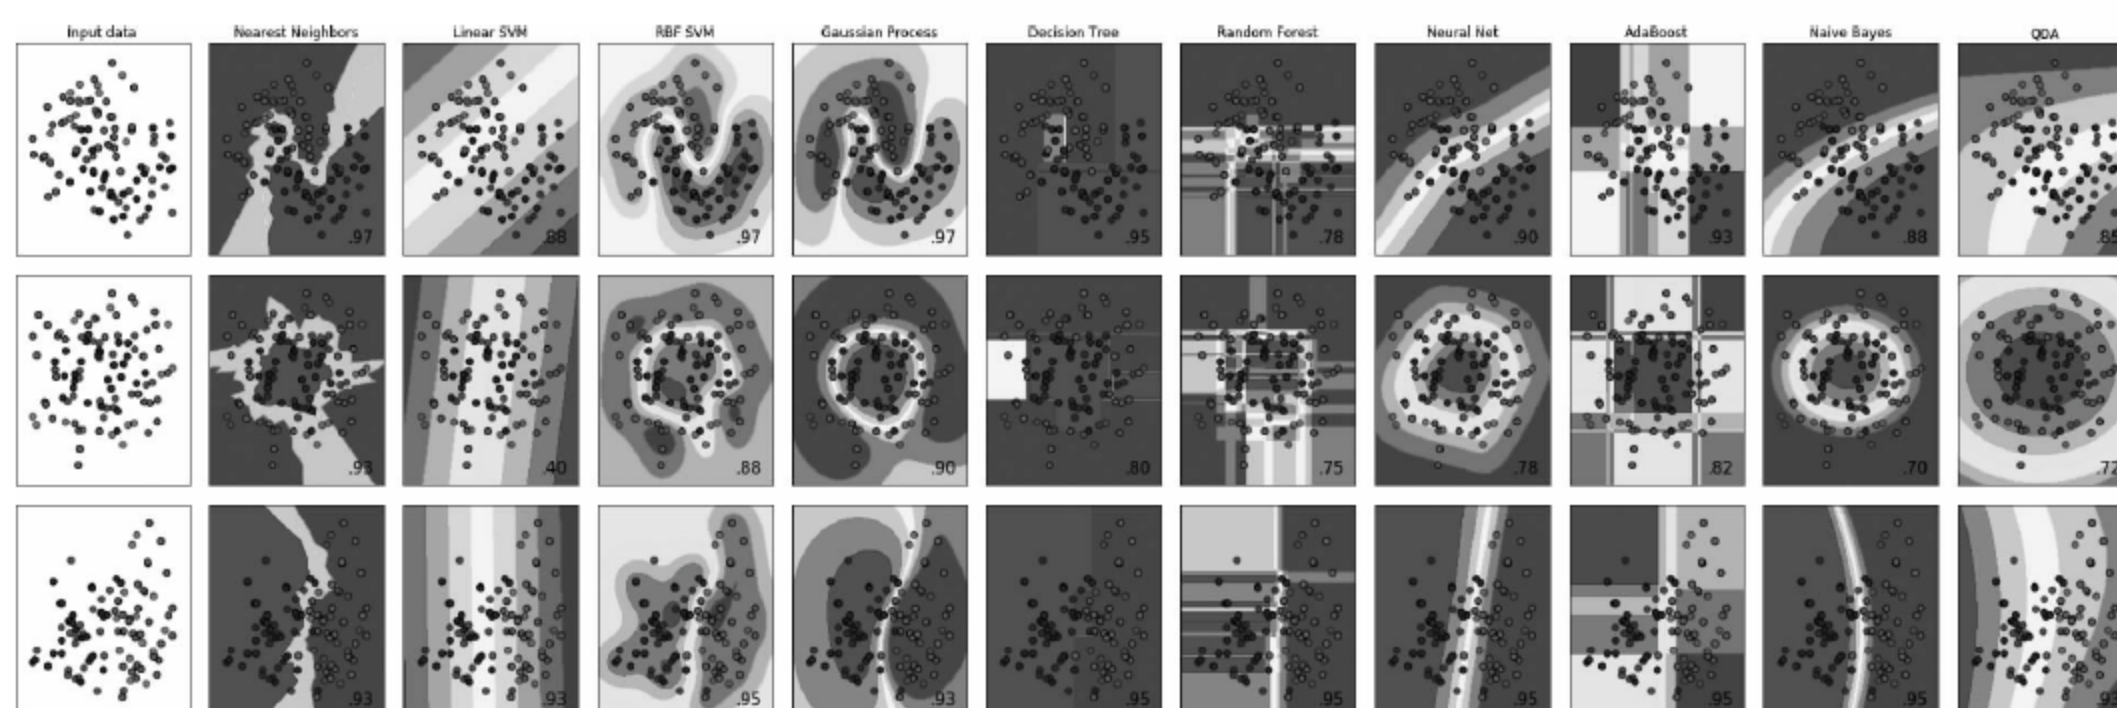 Input data Nearest Neighbors Linear SVM RBF SVM Gaussian Process Decision Tree Random Forest Neural Net AdaBoost Naive Bayes QDA
.97 .88 .97 .97 .95 .78 .90 .93 .88 .85
.93 .40 .88 .90 .80 .75 .78 .82 .70 .72
.93 .93 .95 .93 .95 .95 .95 .95 .95